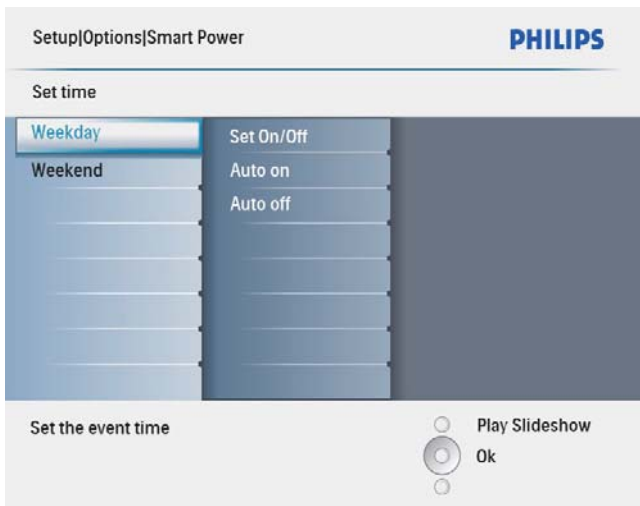 Setup|Options|Smart Power
PHILIPS
Set time
Weekday
Weekend
Set On/Off
Auto on
Auto off
Set the event time
Play Slideshow
Ok